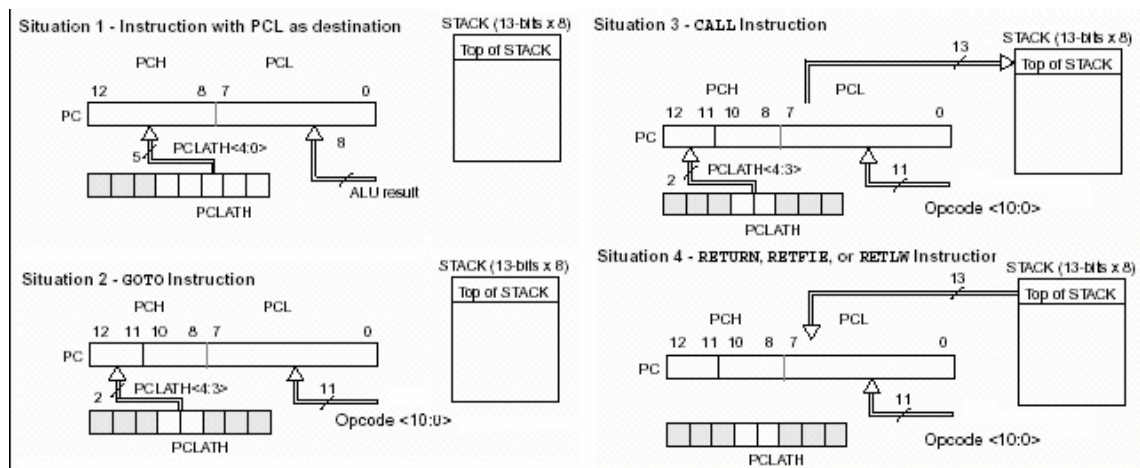 Situation 1 - Instruction with PCL as destination
STACK (13-bits x 8)
Top of STACK
PCH PCL
12 8 7 0
PC
5 PCLATH<4:0> 8
ALU result
PCLATH
Situation 2 - GOTO Instruction
STACK (13-bits x 8)
Top of STACK
PCH PCL
12 11 10 8 7 0
PC
2 PCLATH<4:3> 11
Opcode <10:0>
PCLATH
Situation 3 - CALL Instruction
STACK (13-bits x 8)
13
Top of STACK
PCH PCL
12 11 10 8 7 0
PC
2 PCLATH<4:3> 11
Opcode <10:0>
PCLATH
Situation 4 - RETURN, RETFIE, or RETLW Instruction
STACK (13-bits x 8)
13
Top of STACK
PCH PCL
12 11 10 8 7 0
PC
11
Opcode <10:0>
PCLATH